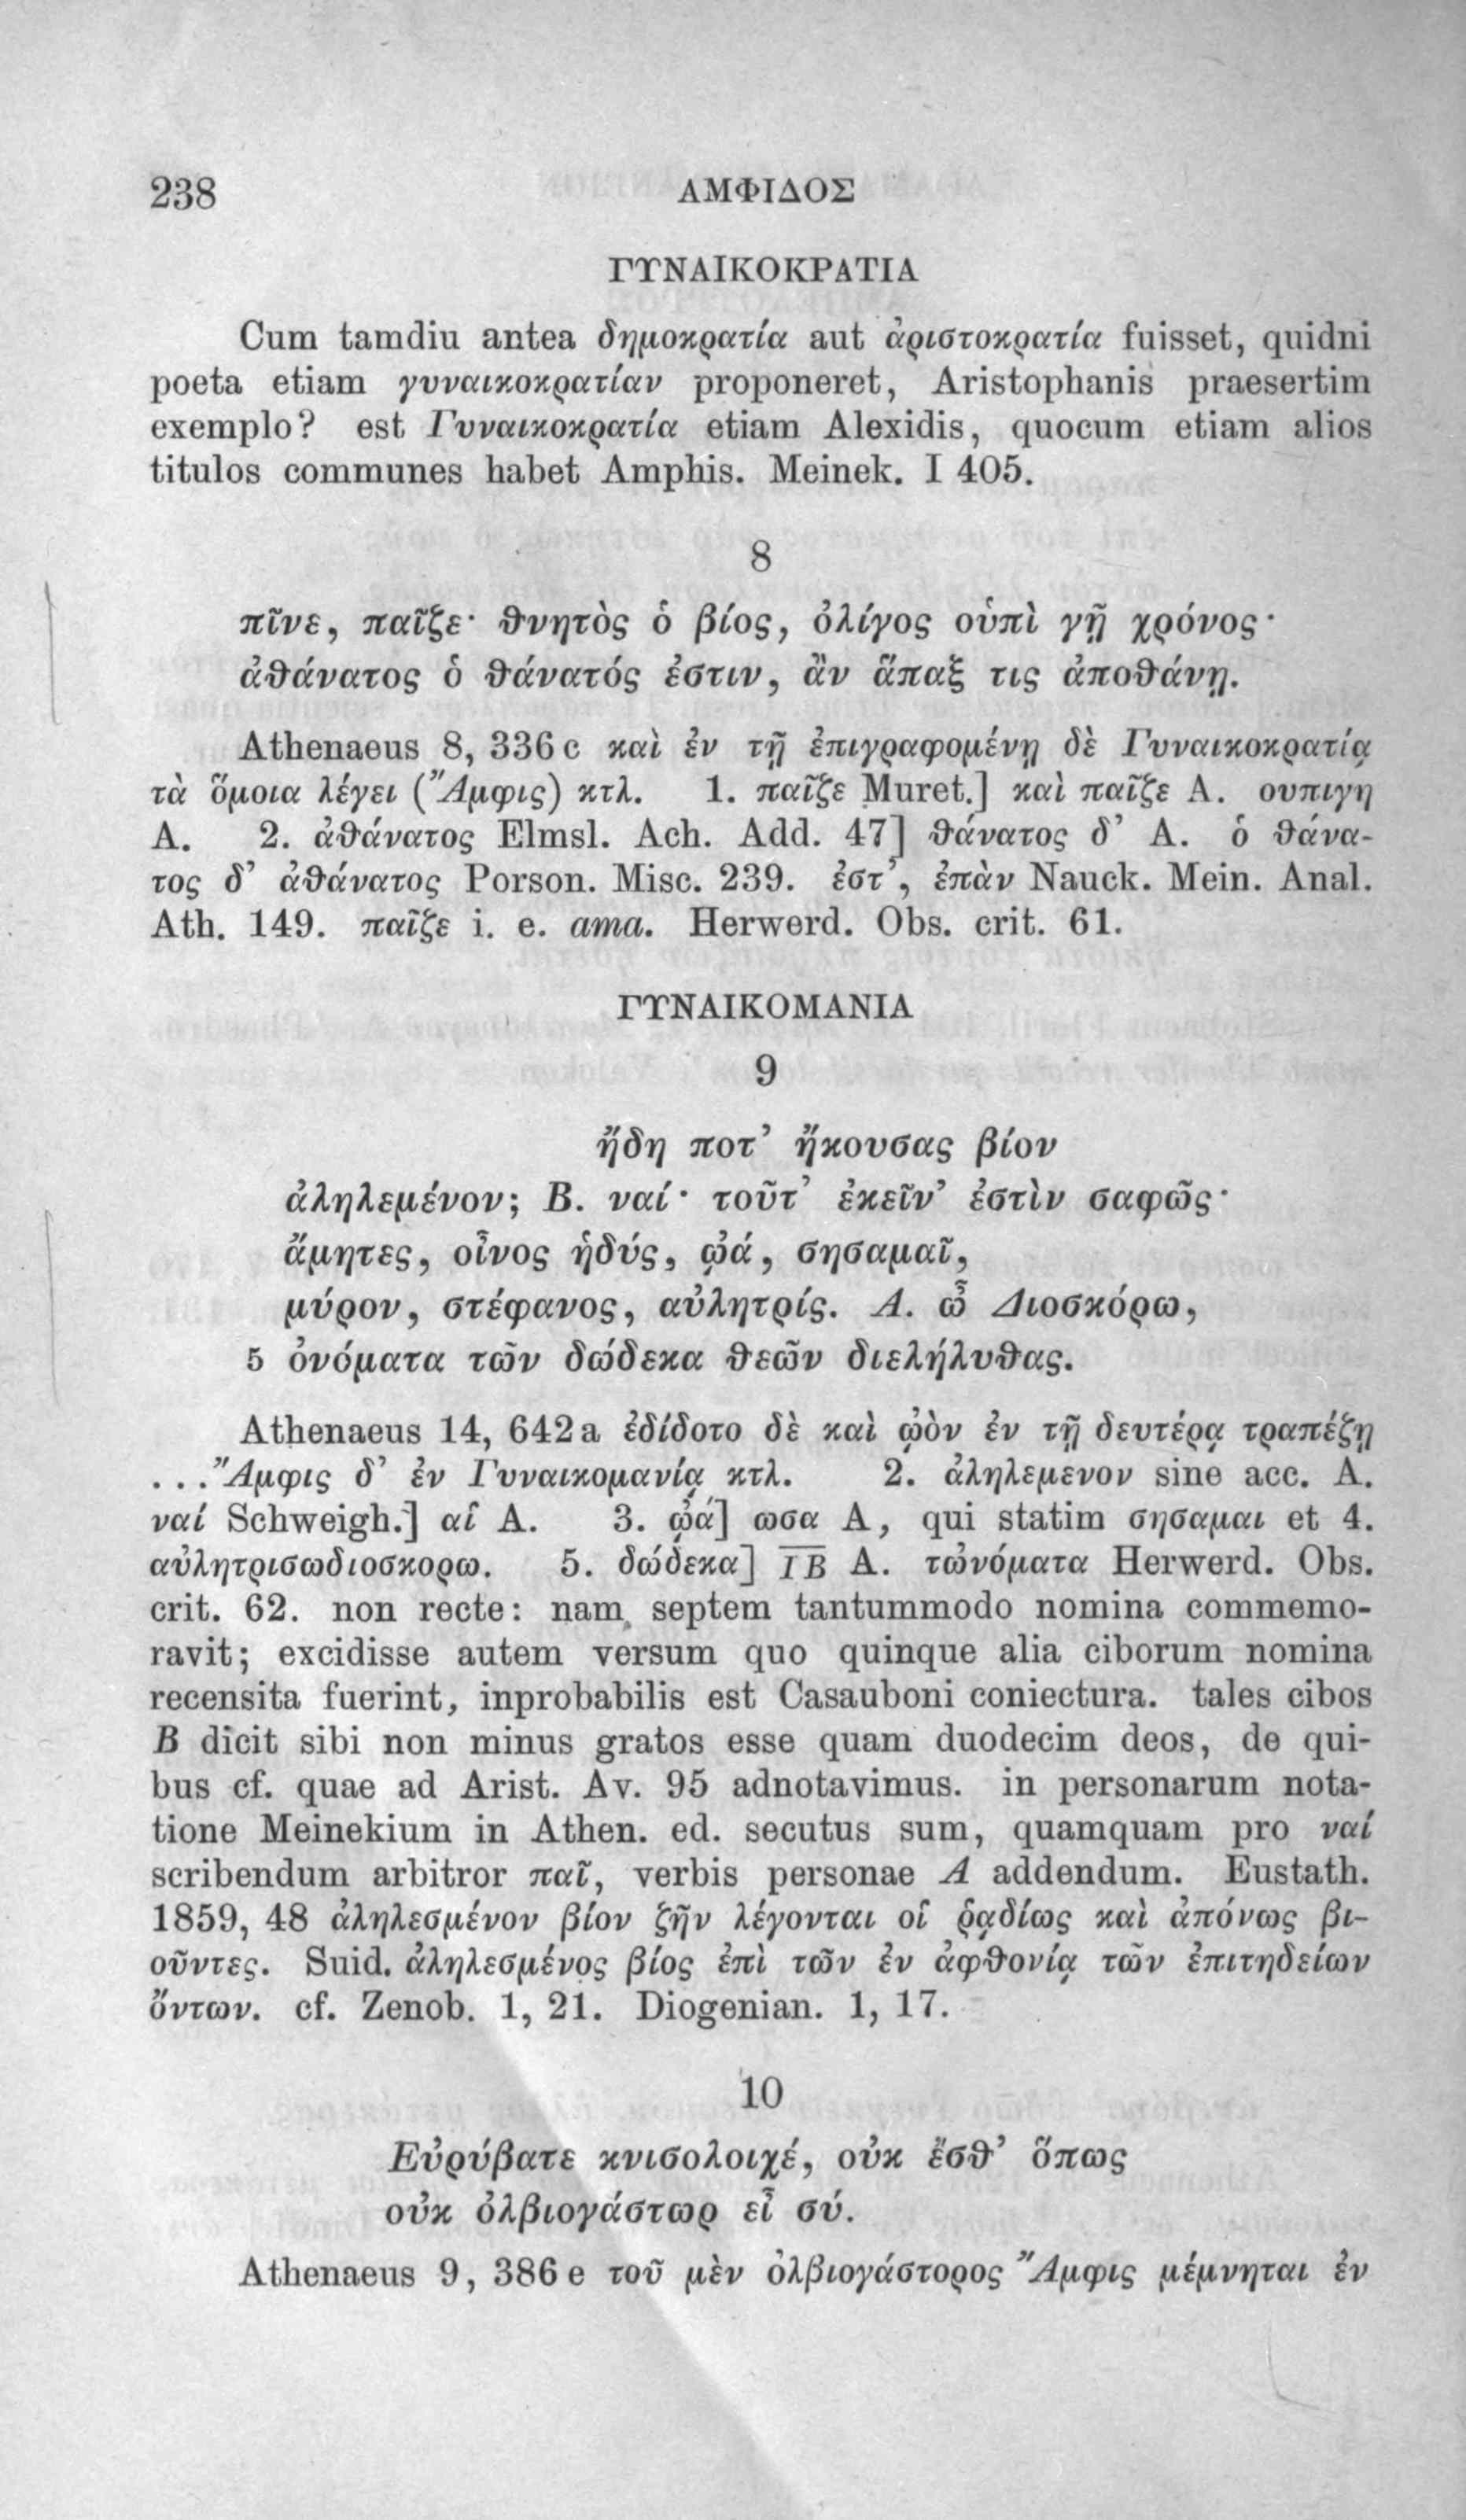 238 ΑΜΦΙΔΟΣ
ΓΥΝΑΙΚΟΚΡΑΤΙΑ
Cum tamdiu antea δημοκρατία aut ἀριστοκρατία fuisset, quidni
poeta etiam γυναικοκρατίαν proponeret, Aristophanis praesertim
exemplo? est Γυναικοκρατία etiam Alexidis, quocum etiam alios
titulos communes habet Amphis. Meinek. I 405.
8
πῖνε, παῖζε· θνητὸς ὁ βίος, ὀλίγος οὑπὶ γῇ χρόνος·
ἀθάνατος ὁ θάνατός ἐστιν, ἂν ἅπαξ τις ἀποθάνῃ.
Athenaeus 8, 336 c καὶ ἐν τῇ ἐπιγραφομένῃ δὲ Γυναικοκρατίᾳ
τὰ ὅμοια λέγει (Ἄμφις) κτλ. 1. παῖζε Muret.] καὶ παῖζε A. ουπιγη
A. 2. ἀθάνατος Elmsl. Ach. Add. 47] θάνατος δ’ A. ὁ θάνα-
τος δ’ ἀθάνατος Porson. Misc. 239. ἐστ’, ἐπὰν Nauck. Mein. Anal.
Ath. 149. παῖζε i. e. ama. Herwerd. Obs. crit. 61.
ΓΥΝΑΙΚΟΜΑΝΙΑ
9
ἤδη ποτ’ ἤκουσας βίον
ἀληλεμένον; Β. ναί· τοῦτ’ ἐκεῖν’ ἐστὶν σαφῶς·
ἄμητες, οἶνος ἡδύς, ᾠά, σησαμαῖ,
μύρον, στέφανος, αὐλητρίς. Α. ὦ Διοσκόρω,
5 ὀνόματα τῶν δώδεκα θεῶν διελήλυθας.
Athenaeus 14, 642 a ἐδίδοτο δὲ καὶ ᾠὸν ἐν τῇ δευτέρᾳ τραπέζῃ
...Ἄμφις δ’ ἐν Γυναικομανίᾳ κτλ. 2. ἀληλεμενον sine acc. A.
ναί Schweigh.] αἵ A. 3. ᾠά] ωσα A, qui statim σησαμαι et 4.
αὐλητρισωδιοσκορω. 5. δώδεκα] ΙΒ A. τὠνόματα Herwerd. Obs.
crit. 62. non recte: nam septem tantummodo nomina commemo-
ravit; excidisse autem versum quo quinque alia ciborum nomina
recensita fuerint, inprobabilis est Casauboni coniectura. tales cibos
B dicit sibi non minus gratos esse quam duodecim deos, de qui-
bus cf. quae ad Arist. Av. 95 adnotavimus. in personarum nota-
tione Meinekium in Athen. ed. secutus sum, quamquam pro ναί
scribendum arbitror παῖ, verbis personae A addendum. Eustath.
1859, 48 ἀληλεσμένον βίον ζῆν λέγονται οἱ ῥᾳδίως καὶ ἀπόνως βι-
οῦντες. Suid. ἀληλεσμένος βίος ἐπὶ τῶν ἐν ἀφθονίᾳ τῶν ἐπιτηδείων
ὄντων. cf. Zenob. 1, 21. Diogenian. 1, 17.
10
Εὐρύβατε κνισολοιχέ, οὐκ ἔσθ’ ὅπως
οὐκ ὀλβιογάστωρ εἶ σύ.
Athenaeus 9, 386 e τοῦ μὲν ὀλβιογάστορος Ἄμφις μέμνηται ἐν